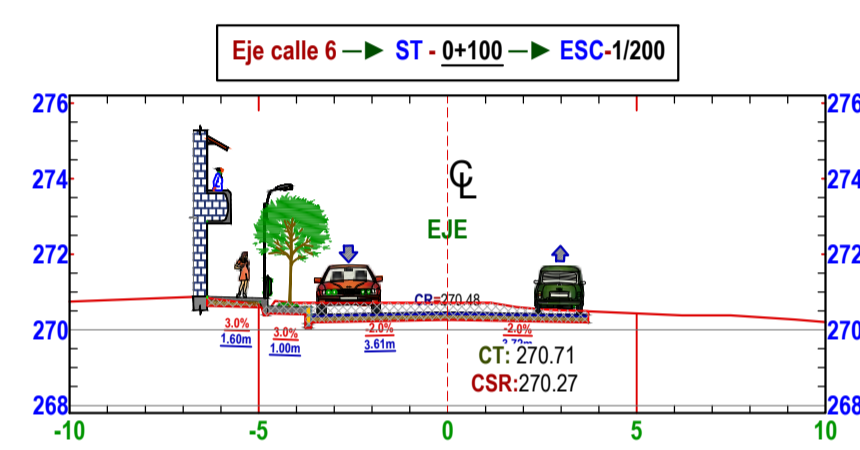 Eje calle 6 ST - 0+100 ESC-1/200
276 276
274 274
CL
EJE
272 272
CR=270.48
270 270
3.0% 3.0% -2.0% -2.0%
1.60m 1.00m 3.61m
CT: 270.71
CSR:270.27
268 268
-10 -5 0 5 10